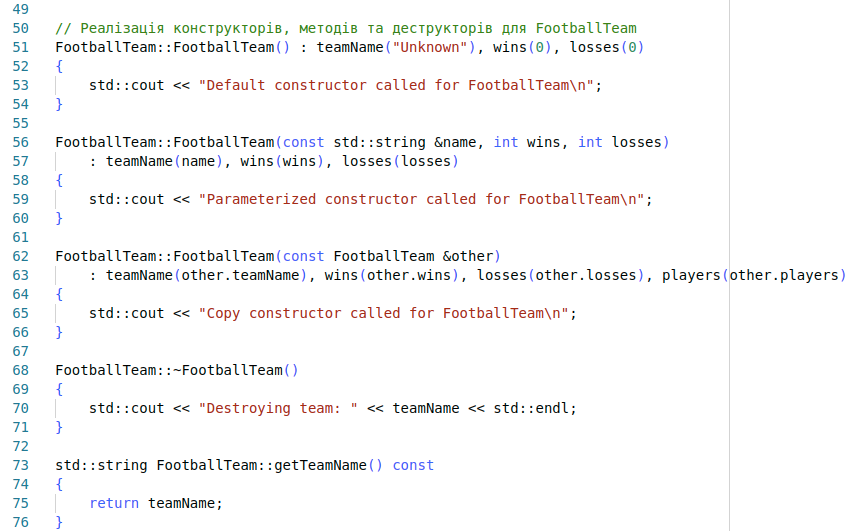 49
50 // Реалізація конструкторів, методів та деструкторів для FootballTeam
51 FootballTeam::FootballTeam() : teamName("Unknown"), wins(0), losses(0)
52 {
53     std::cout << "Default constructor called for FootballTeam\n";
54 }
55
56 FootballTeam::FootballTeam(const std::string &name, int wins, int losses)
57     : teamName(name), wins(wins), losses(losses)
58 {
59     std::cout << "Parameterized constructor called for FootballTeam\n";
60 }
61
62 FootballTeam::FootballTeam(const FootballTeam &other)
63     : teamName(other.teamName), wins(other.wins), losses(other.losses), players(other.players)
64 {
65     std::cout << "Copy constructor called for FootballTeam\n";
66 }
67
68 FootballTeam::~FootballTeam()
69 {
70     std::cout << "Destroying team: " << teamName << std::endl;
71 }
72
73 std::string FootballTeam::getTeamName() const
74 {
75     return teamName;
76 }